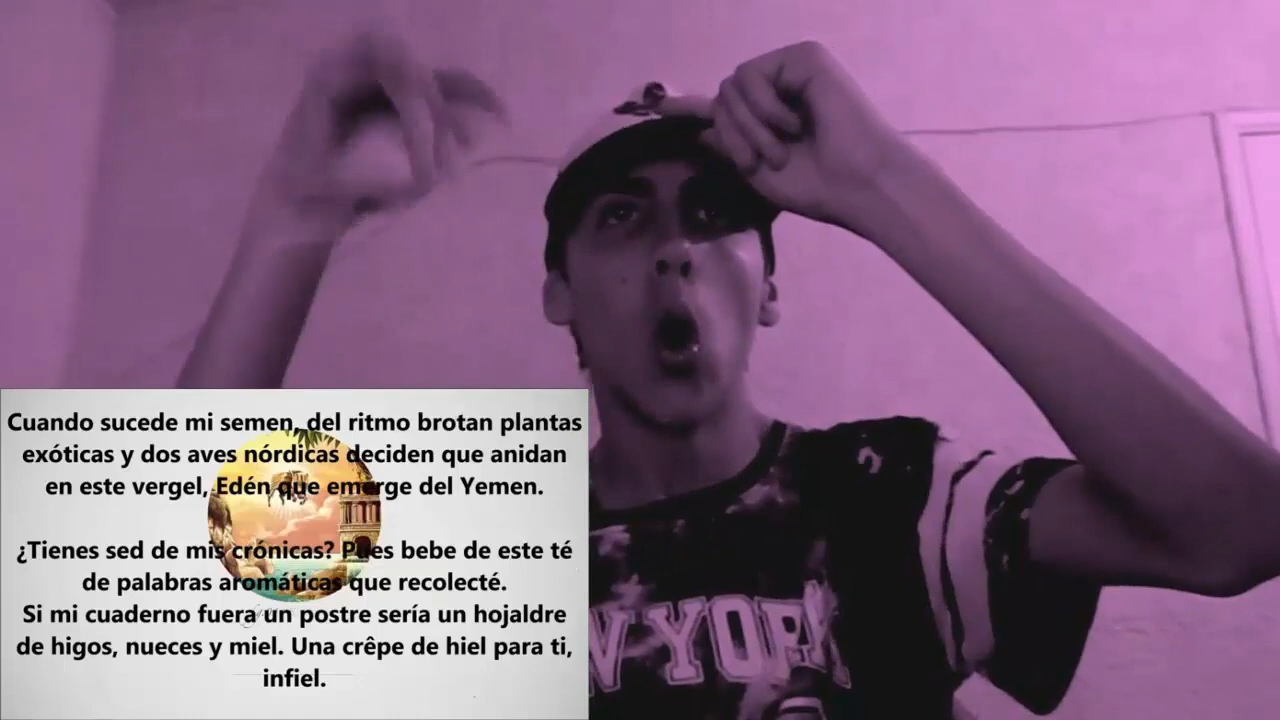 Cuando sucede mi semen, del ritmo brotan plantas
exóticas y dos aves nórdicas deciden que anidan
en este vergel, Edén que emerge del Yemen.
¿Tienes sed de mis crónicas? Pues bebe de este té
de palabras aromáticas que recolecté.
Si mi cuaderno fuera un postre sería un hojaldre
de higos, nueces y miel. Una crêpe de hiel para ti,
infiel.
YORK